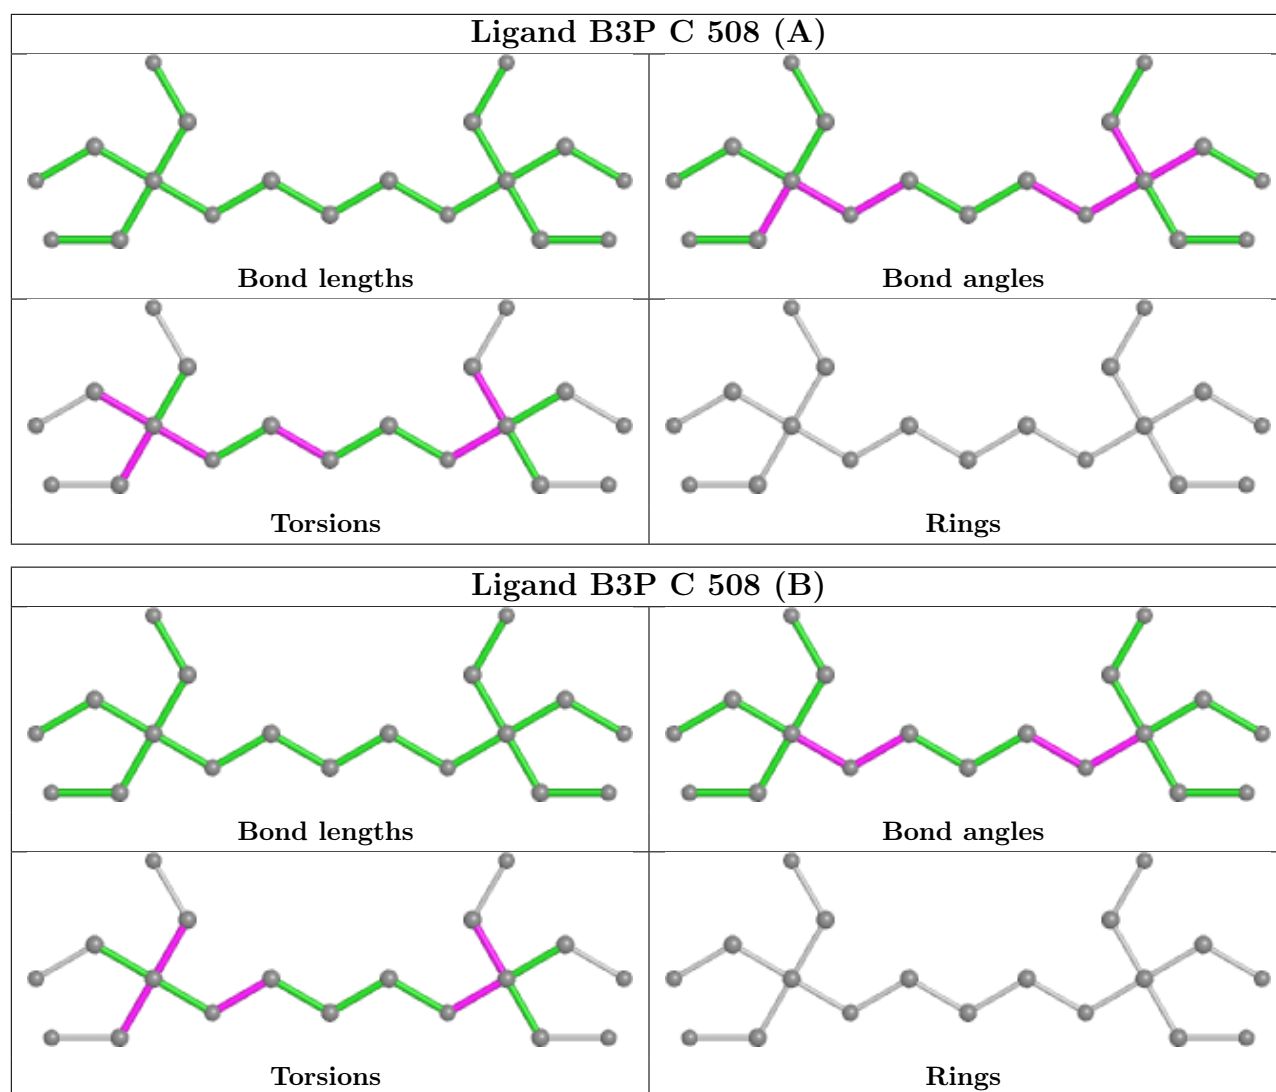 Ligand B3P C 508 (A)
Bond lengths
Bond angles
Torsions
Rings
Ligand B3P C 508 (B)
Bond lengths
Bond angles
Torsions
Rings